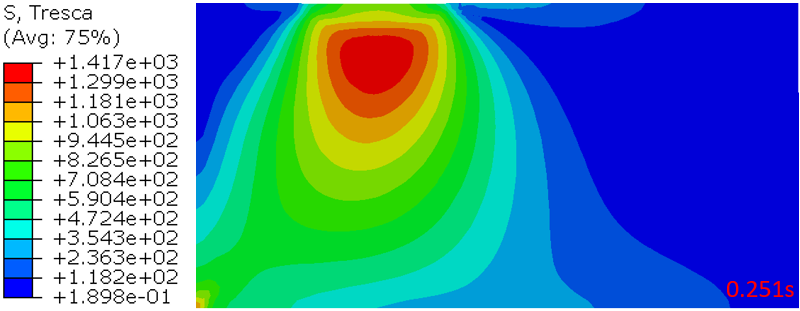 S, Tresca
(Avg: 75%)
+1.417e+03
+1.299e+03
+1.181e+03
+1.063e+03
+9.445e+02
+8.265e+02
+7.084e+02
+5.904e+02
+4.724e+02
+3.543e+02
+2.363e+02
+1.182e+02
+1.898e-01
0.251s